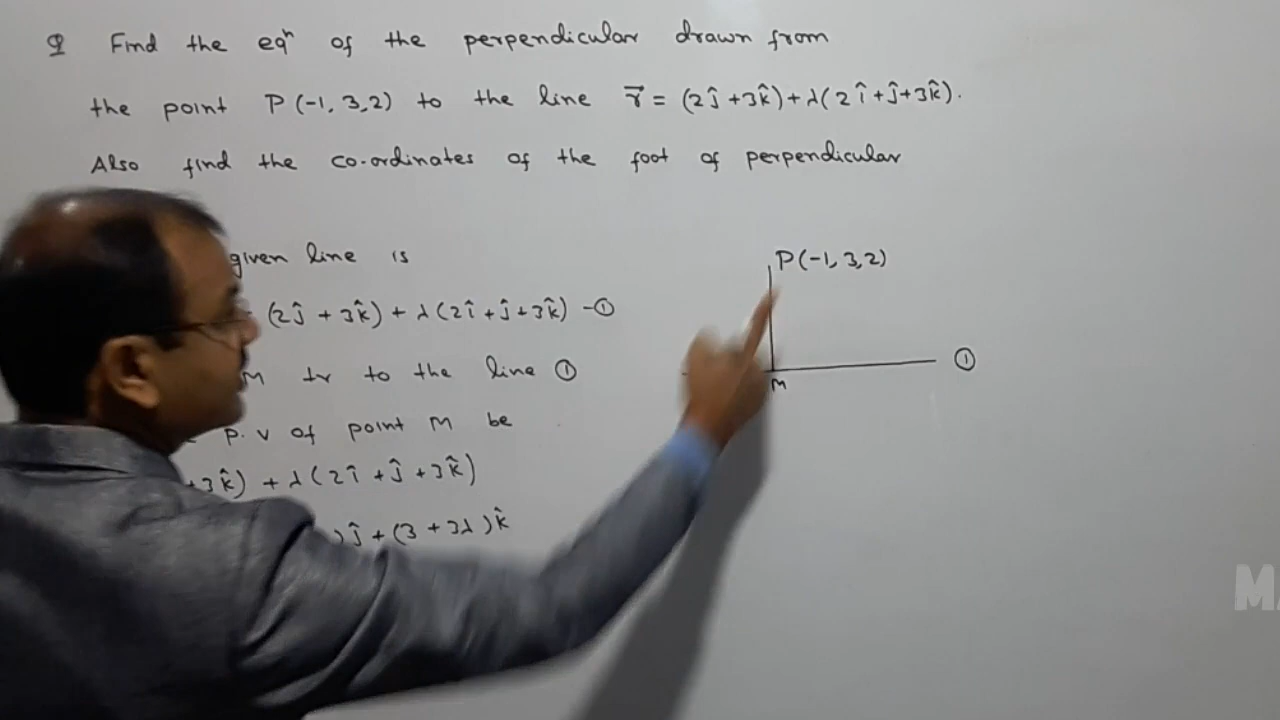 Q Find the eqⁿ of the perpendicular drawn from
the point P(-1, 3, 2) to the line r⃗ = (2ĵ + 3k̂) + λ(2î + ĵ + 3k̂).
Also find the co-ordinates of the foot of perpendicular
given line is
(2ĵ + 3k̂) + λ(2î + ĵ + 3k̂) - ①
M ⊥r to the line ①
p.v of point M be
+3k̂) + λ(2î + ĵ + 3k̂)
)ĵ + (3 + 3λ)k̂
P(-1, 3, 2)
①
M